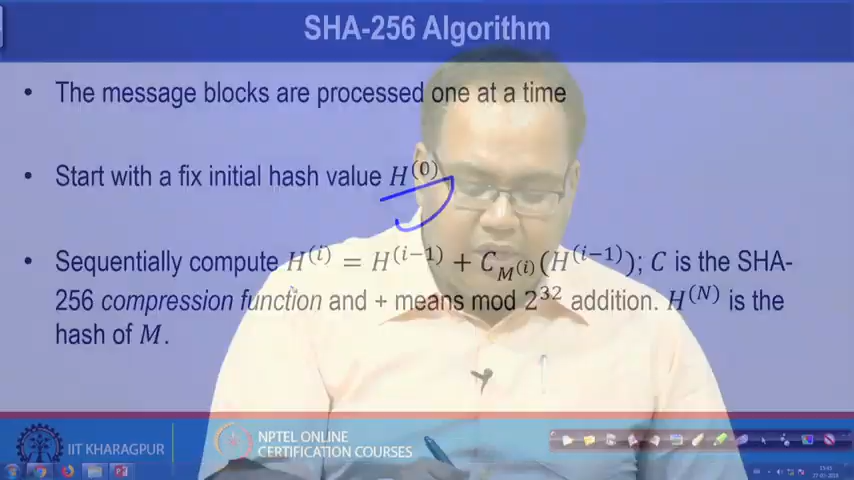 SHA-256 Algorithm
• The message blocks are processed one at a time
• Start with a fix initial hash value H^(0).
• Sequentially compute H^(i) = H^(i−1) + C_M^(i)(H^(i−1)); C is the SHA-
256 compression function and + means mod 2^32 addition. H^(N) is the
hash of M.
IIT KHARAGPUR
NPTEL ONLINE
CERTIFICATION COURSES